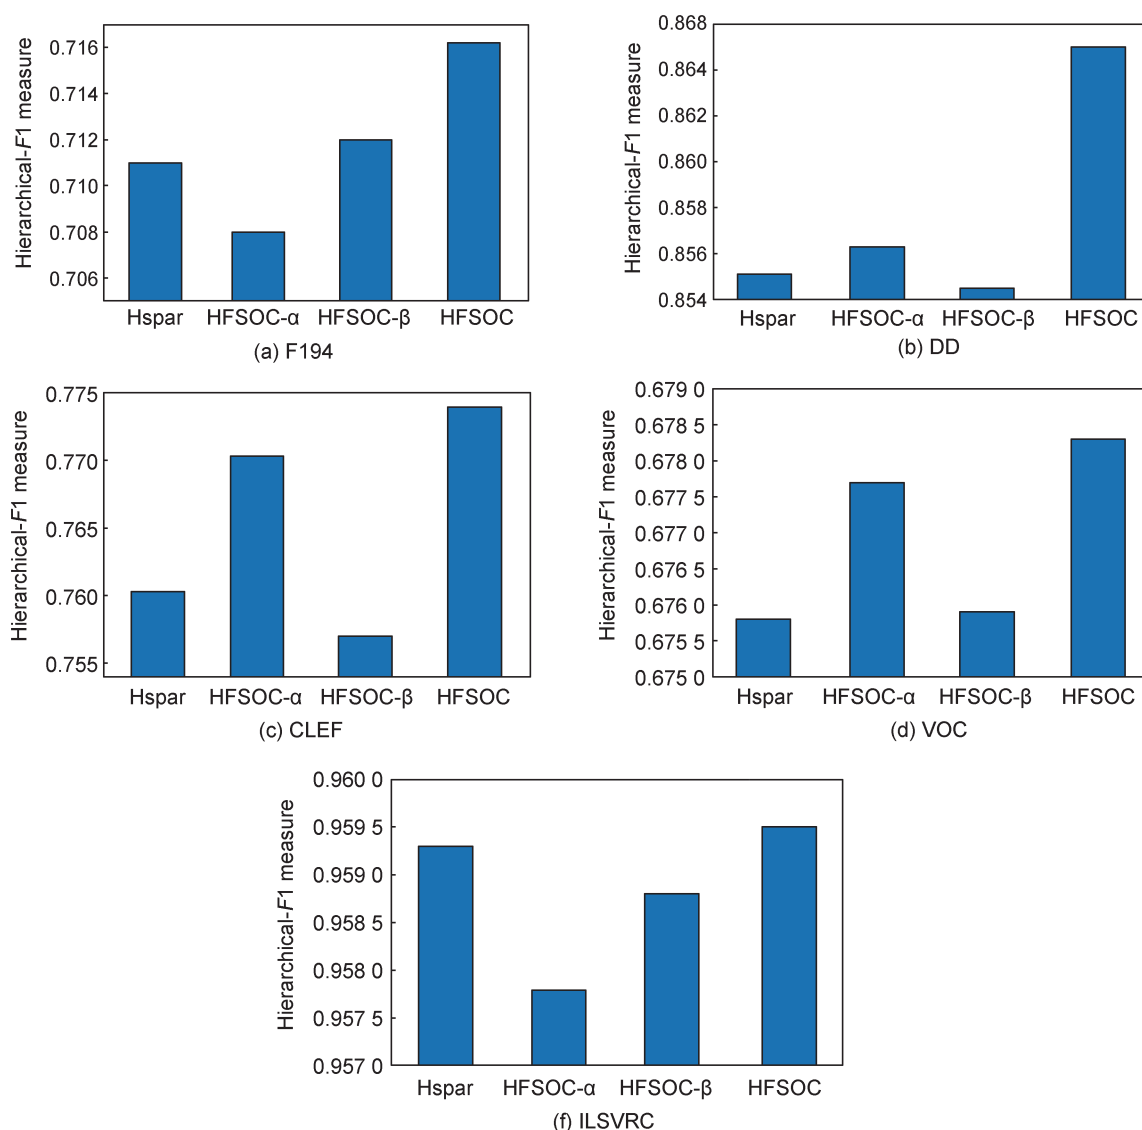 Hierarchical-F1 measure
0.716
0.714
0.712
0.710
0.708
0.706
Hspar HFSOC-α HFSOC-β HFSOC
(a) F194
Hierarchical-F1 measure
0.868
0.864
0.862
0.860
0.858
0.856
0.854
Hspar HFSOC-α HFSOC-β HFSOC
(b) DD
Hierarchical-F1 measure
0.775
0.770
0.765
0.760
0.755
Hspar HFSOC-α HFSOC-β HFSOC
(c) CLEF
Hierarchical-F1 measure
0.679 0
0.678 5
0.678 0
0.677 5
0.677 0
0.676 5
0.676 0
0.675 5
0.675 0
Hspar HFSOC-α HFSOC-β HFSOC
(d) VOC
Hierarchical-F1 measure
0.960 0
0.959 5
0.959 0
0.958 5
0.958 0
0.957 5
0.957 0
Hspar HFSOC-α HFSOC-β HFSOC
(f) ILSVRC